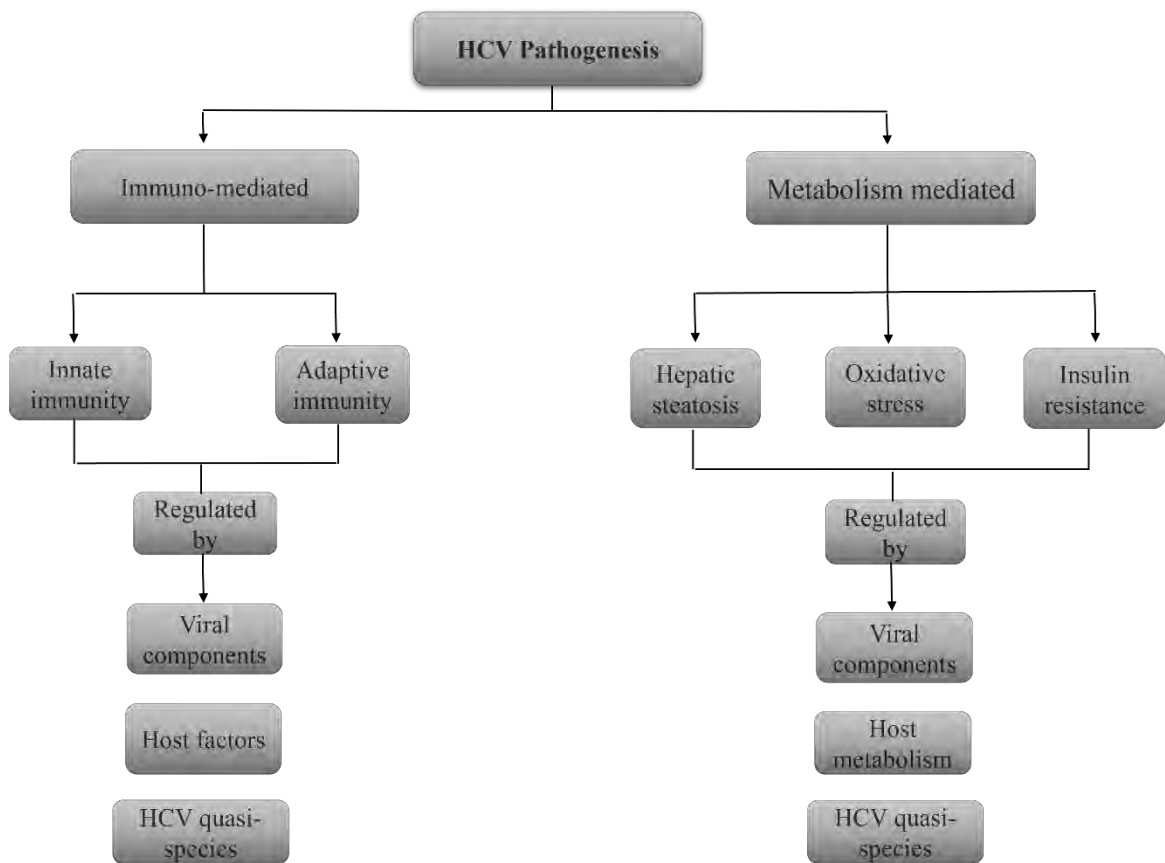 HCV Pathogenesis
Immuno-mediated
Metabolism mediated
Innate
immunity
Adaptive
immunity
Hepatic
steatosis
Oxidative
stress
Insulin
resistance
Regulated
by
Regulated
by
Viral
components
Viral
components
Host factors
Host
metabolism
HCV quasi-
species
HCV quasi-
species